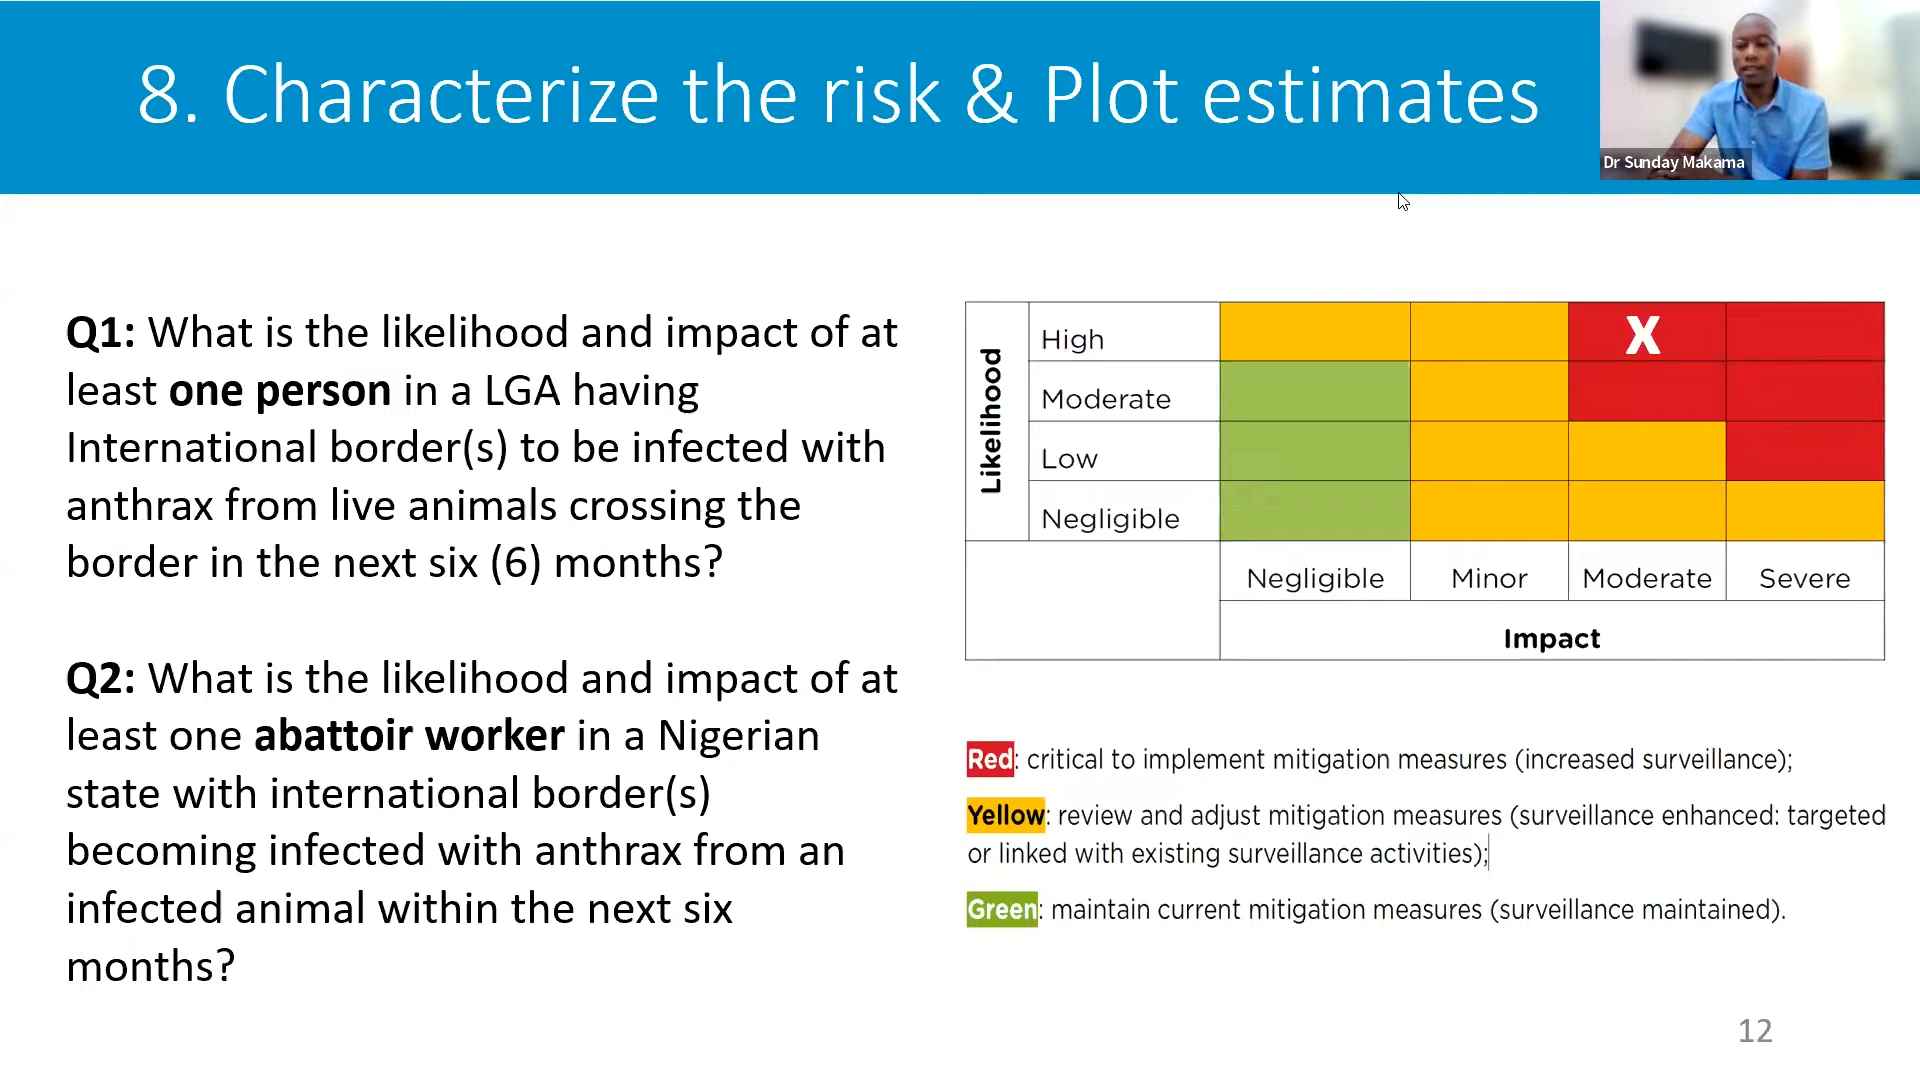 8. Characterize the risk & Plot estimates
Dr Sunday Makama
Q1: What is the likelihood and impact of at
least one person in a LGA having
International border(s) to be infected with
anthrax from live animals crossing the
border in the next six (6) months?
Q2: What is the likelihood and impact of at
least one abattoir worker in a Nigerian
state with international border(s)
becoming infected with anthrax from an
infected animal within the next six
months?
Likelihood
High
X
Moderate
Low
Negligible
Negligible Minor Moderate Severe
Impact
Red: critical to implement mitigation measures (increased surveillance);
Yellow: review and adjust mitigation measures (surveillance enhanced: targeted
or linked with existing surveillance activities);
Green: maintain current mitigation measures (surveillance maintained).
12